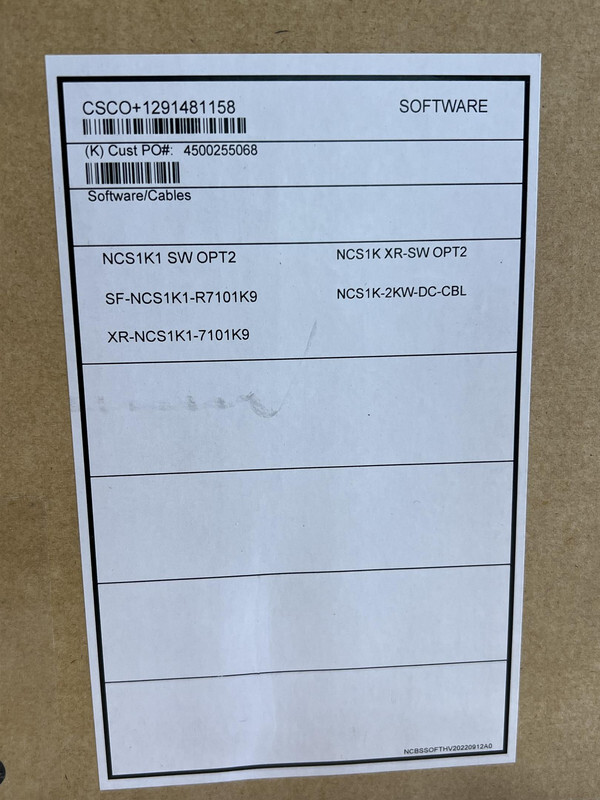 CSCO+1291481158 SOFTWARE
(K) Cust PO#: 4500255068
Software/Cables
NCS1K1 SW OPT2 NCS1K XR-SW OPT2
SF-NCS1K1-R7101K9 NCS1K-2KW-DC-CBL
XR-NCS1K1-7101K9
NCBSSOFTHV20220912A0